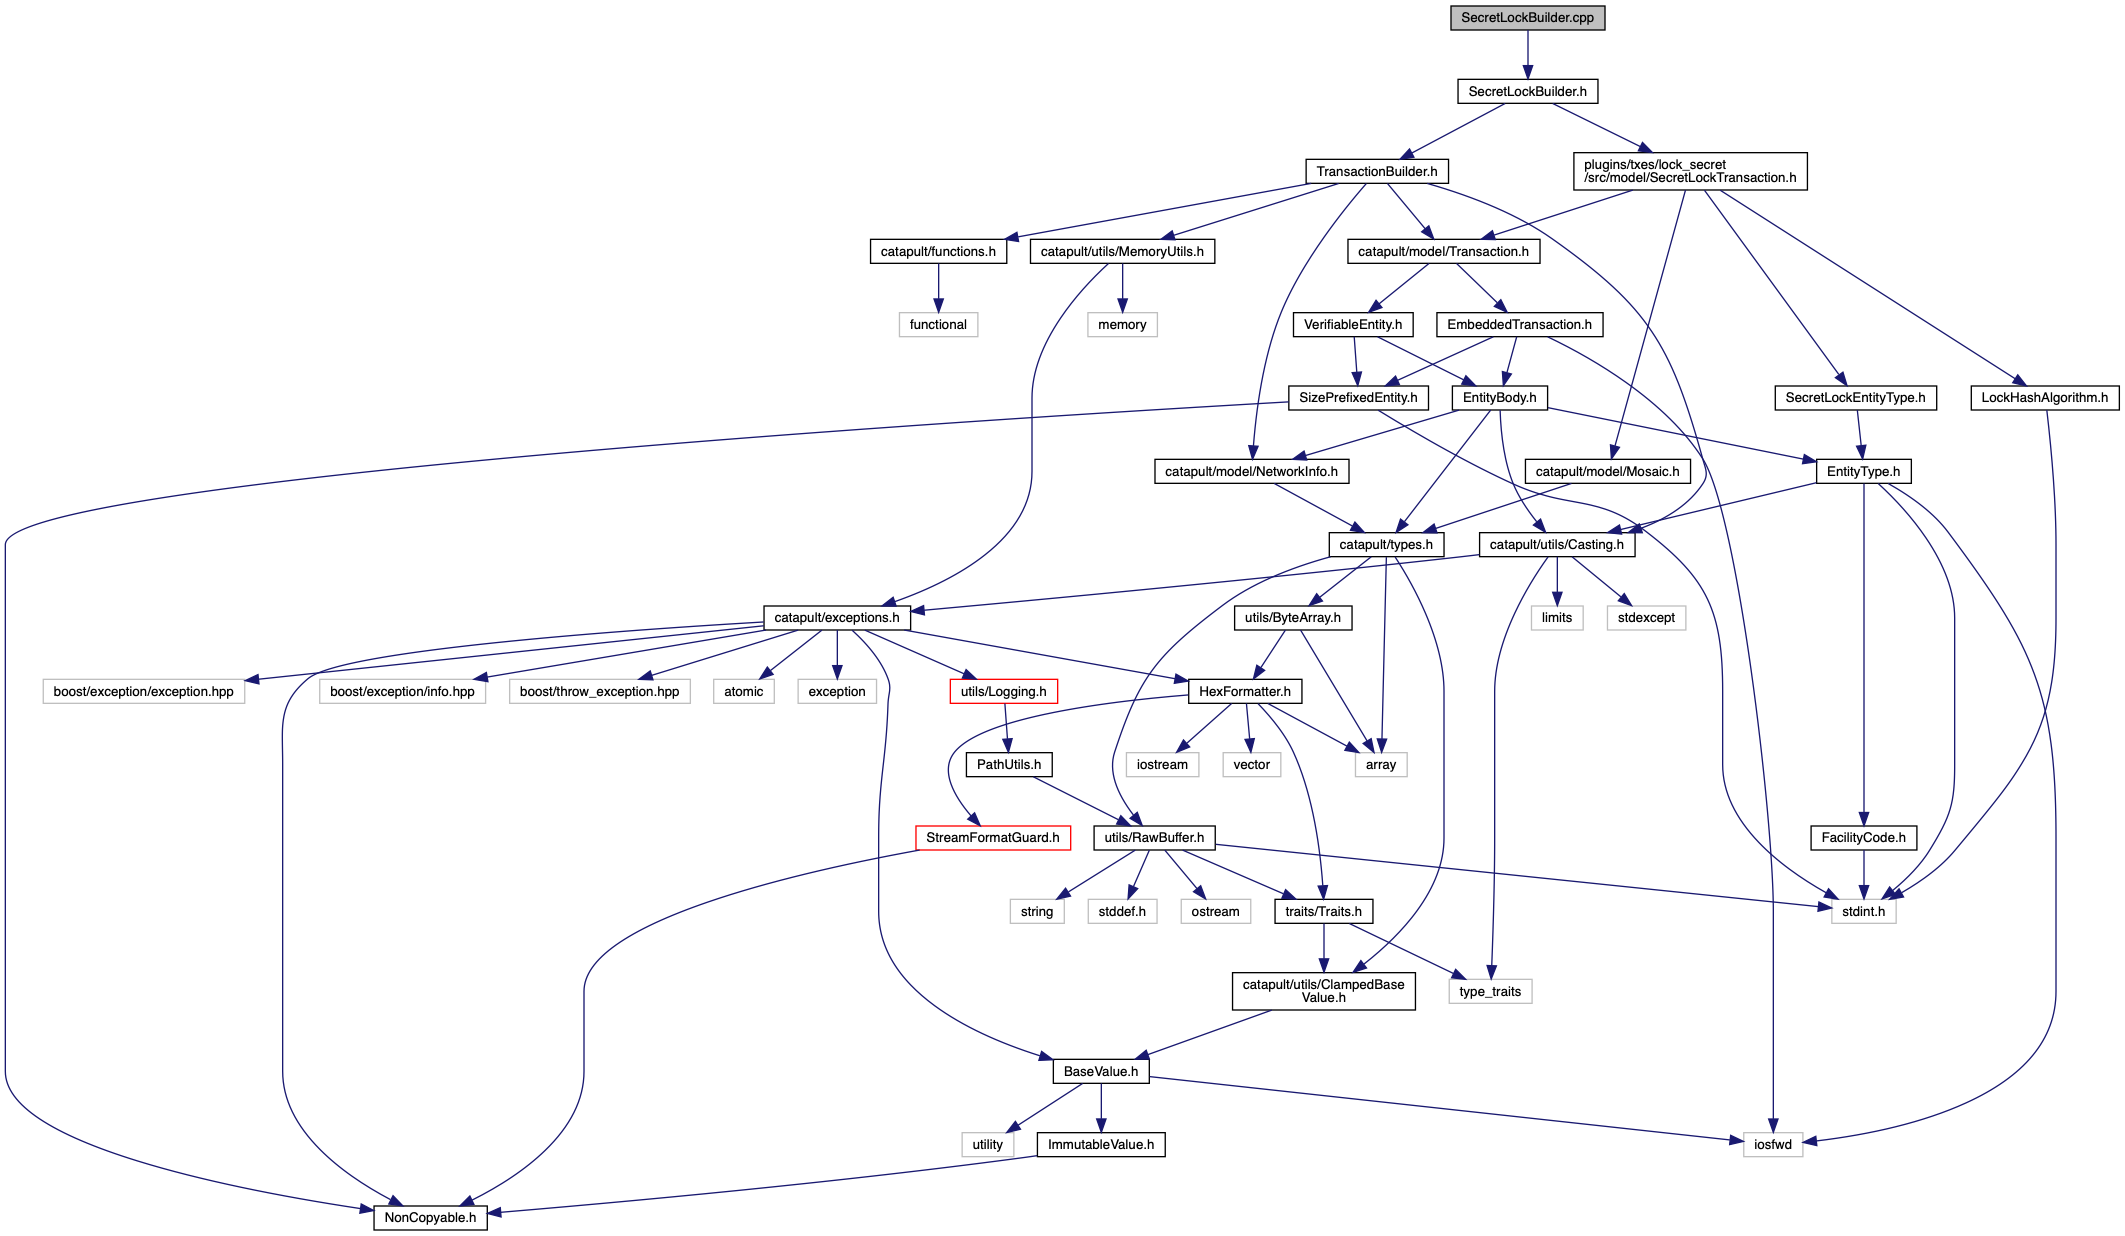 SecretLockBuilder.cpp
SecretLockBuilder.h
TransactionBuilder.h
plugins/txes/lock_secret
/src/model/SecretLockTransaction.h
catapult/functions.h
catapult/utils/MemoryUtils.h
catapult/model/Transaction.h
functional
memory
VerifiableEntity.h
EmbeddedTransaction.h
SizePrefixedEntity.h
EntityBody.h
SecretLockEntityType.h
LockHashAlgorithm.h
catapult/model/NetworkInfo.h
catapult/model/Mosaic.h
EntityType.h
catapult/types.h
catapult/utils/Casting.h
catapult/exceptions.h
utils/ByteArray.h
limits
stdexcept
boost/exception/exception.hpp
boost/exception/info.hpp
boost/throw_exception.hpp
atomic
exception
utils/Logging.h
HexFormatter.h
PathUtils.h
iostream
vector
array
StreamFormatGuard.h
utils/RawBuffer.h
FacilityCode.h
string
stddef.h
ostream
traits/Traits.h
stdint.h
catapult/utils/ClampedBase
Value.h
type_traits
BaseValue.h
utility
ImmutableValue.h
iosfwd
NonCopyable.h